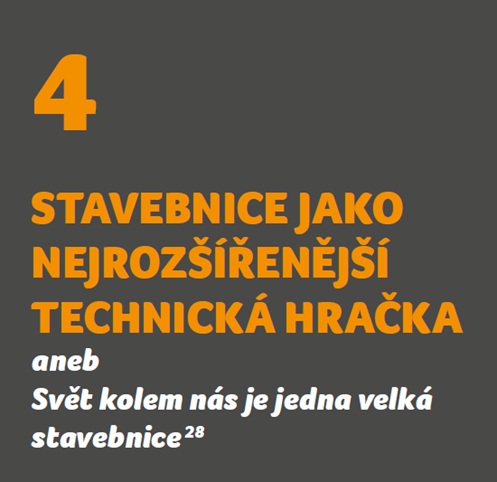 4
STAVEBNICE JAKO
NEJROZŠÍŘENĚJŠÍ
TECHNICKÁ HRAČKA
aneb
Svět kolem nás je jedna velká
stavebnice²⁸